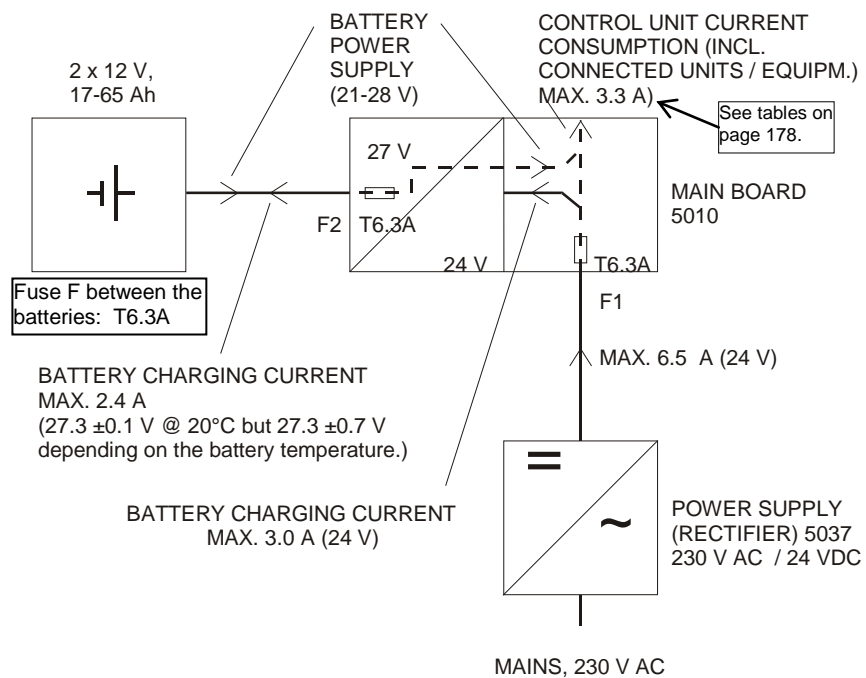 BATTERY
POWER
SUPPLY
(21-28 V)
CONTROL UNIT CURRENT
CONSUMPTION (INCL.
CONNECTED UNITS / EQUIPM.)
MAX. 3.3 A)
2 x 12 V,
17-65 Ah
See tables on
page 178.
27 V
MAIN BOARD
5010
F2 T6.3A
24 V
T6.3A
F1
Fuse F between the
batteries: T6.3A
MAX. 6.5 A (24 V)
BATTERY CHARGING CURRENT
MAX. 2.4 A
(27.3 ±0.1 V @ 20°C but 27.3 ±0.7 V
depending on the battery temperature.)
BATTERY CHARGING CURRENT
MAX. 3.0 A (24 V)
POWER SUPPLY
(RECTIFIER) 5037
230 V AC / 24 VDC
MAINS, 230 V AC